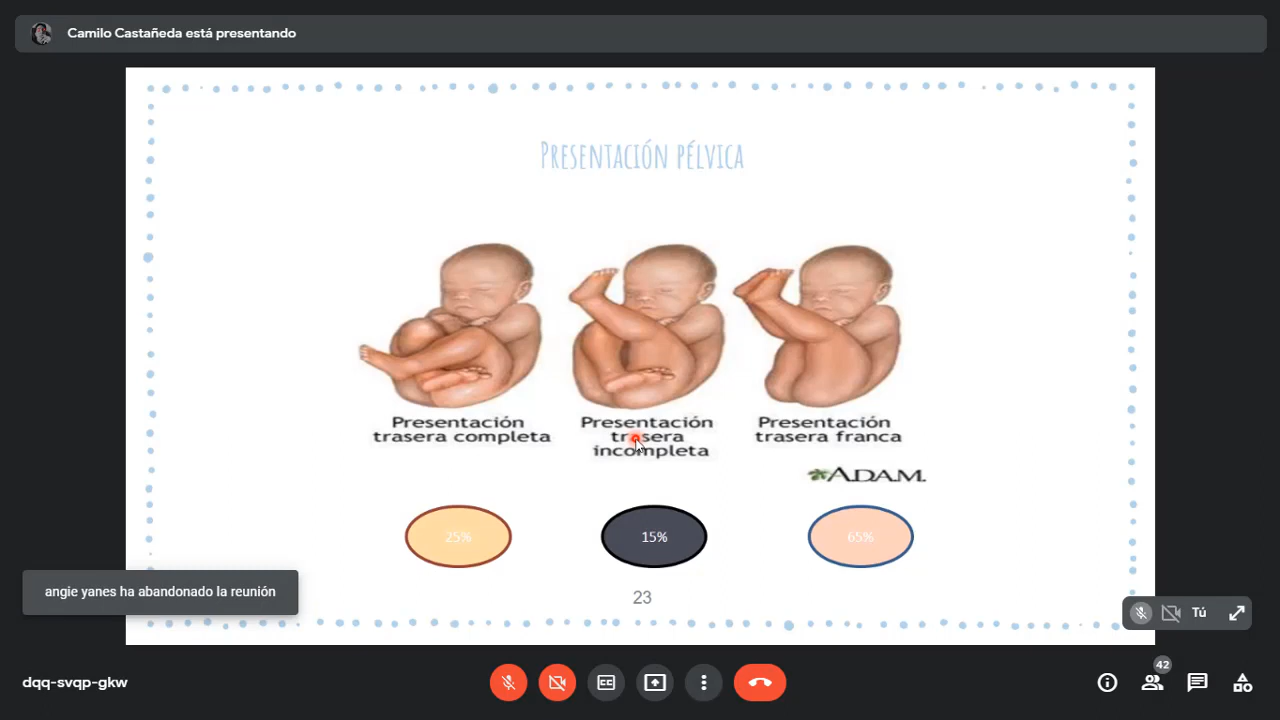 Camilo Castañeda está presentando
PRESENTACIÓN PÉLVICA
Presentación
trasera completa
Presentación
trasera
incompleta
Presentación
trasera franca
ADAM.
25%
15%
65%
23
angie yanes ha abandonado la reunión
Tú
dqq-svqp-gkw
CC
42